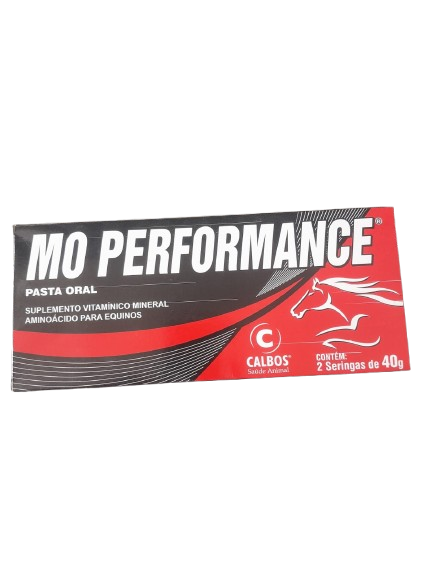 MO PERFORMANCE®
PASTA ORAL
SUPLEMENTO VITAMÍNICO MINERAL
AMINOÁCIDO PARA EQUINOS
C
CALBOS®
Saúde Animal
CONTÉM:
2 Seringas de 40g